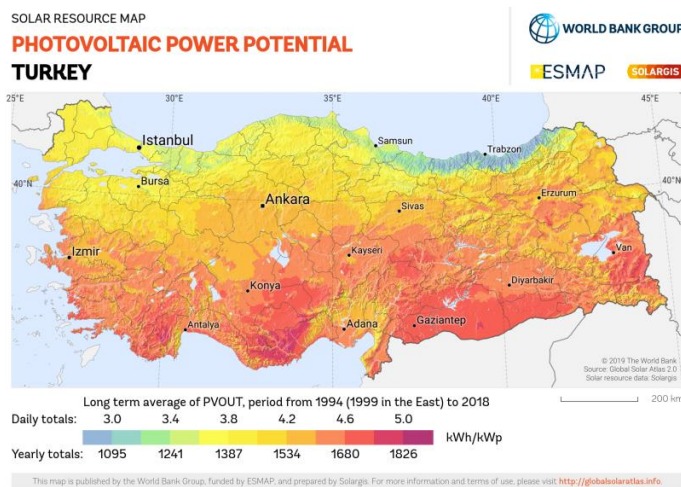 SOLAR RESOURCE MAP
PHOTOVOLTAIC POWER POTENTIAL
TURKEY
WORLD BANK GROUP
ESMAP
SOLARGIS
25°E 30°E 35°E 40°E 45°E
Istanbul
Samsun
Trabzon
Bursa
40°N
40°N
Ankara
Erzurum
Sivas
Izmir
Kayseri
Van
Konya
Diyarbakir
Antalya
Adana
Gaziantep
© 2019 The World Bank
Source: Global Solar Atlas 2.0
Solar resource data: Solargis
Long term average of PVOUT, period from 1994 (1999 in the East) to 2018
200 km
Daily totals: 3.0 3.4 3.8 4.2 4.6 5.0
kWh/kWp
Yearly totals: 1095 1241 1387 1534 1680 1826
This map is published by the World Bank Group, funded by ESMAP, and prepared by Solargis. For more information and terms of use, please visit http://globalsolaratlas.info.